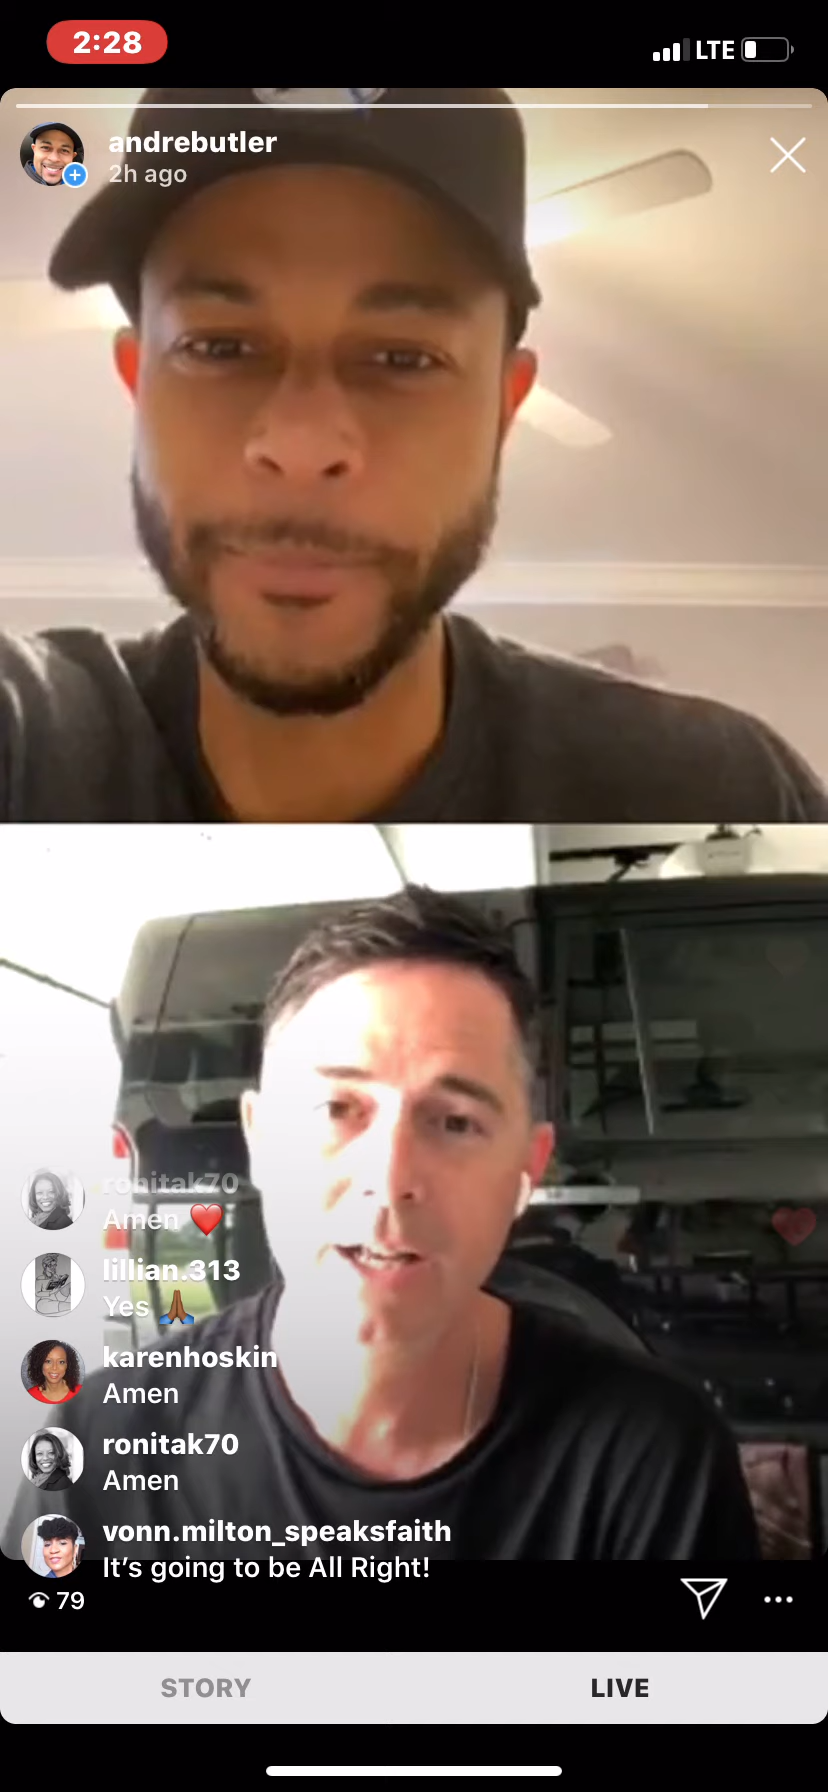 2:28
LTE
andrebutler
2h ago
ronitak70
Amen ❤️
lillian.313
Yes 🙏🏾
karenhoskin
Amen
ronitak70
Amen
vonn.milton_speaksfaith
It's going to be All Right!
79
STORY
LIVE